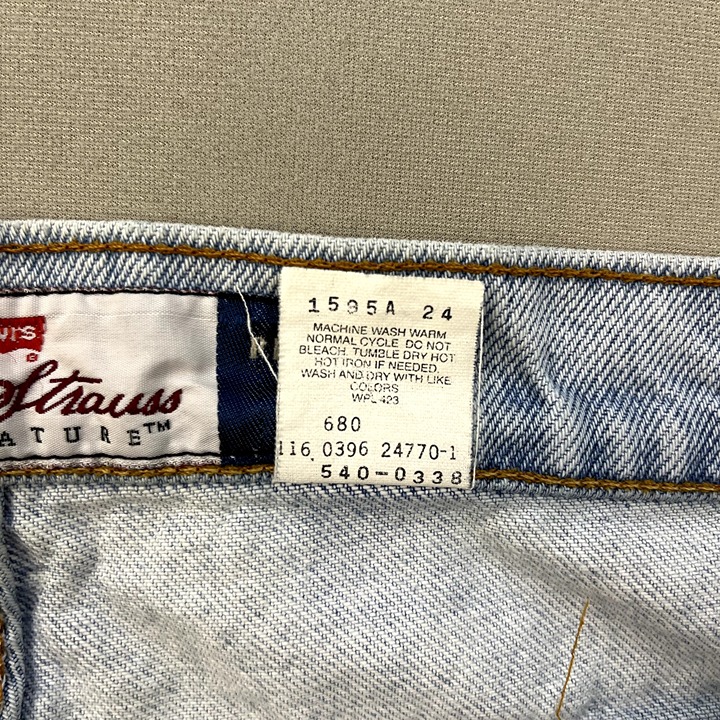 Strauss
ATURE™
1595A 24
MACHINE WASH WARM
NORMAL CYCLE. DO NOT
BLEACH. TUMBLE DRY HOT
HOT IRON IF NEEDED.
WASH AND DRY WITH LIKE
COLORS
WPL 423
680
116 0396 24770-1
540-0338